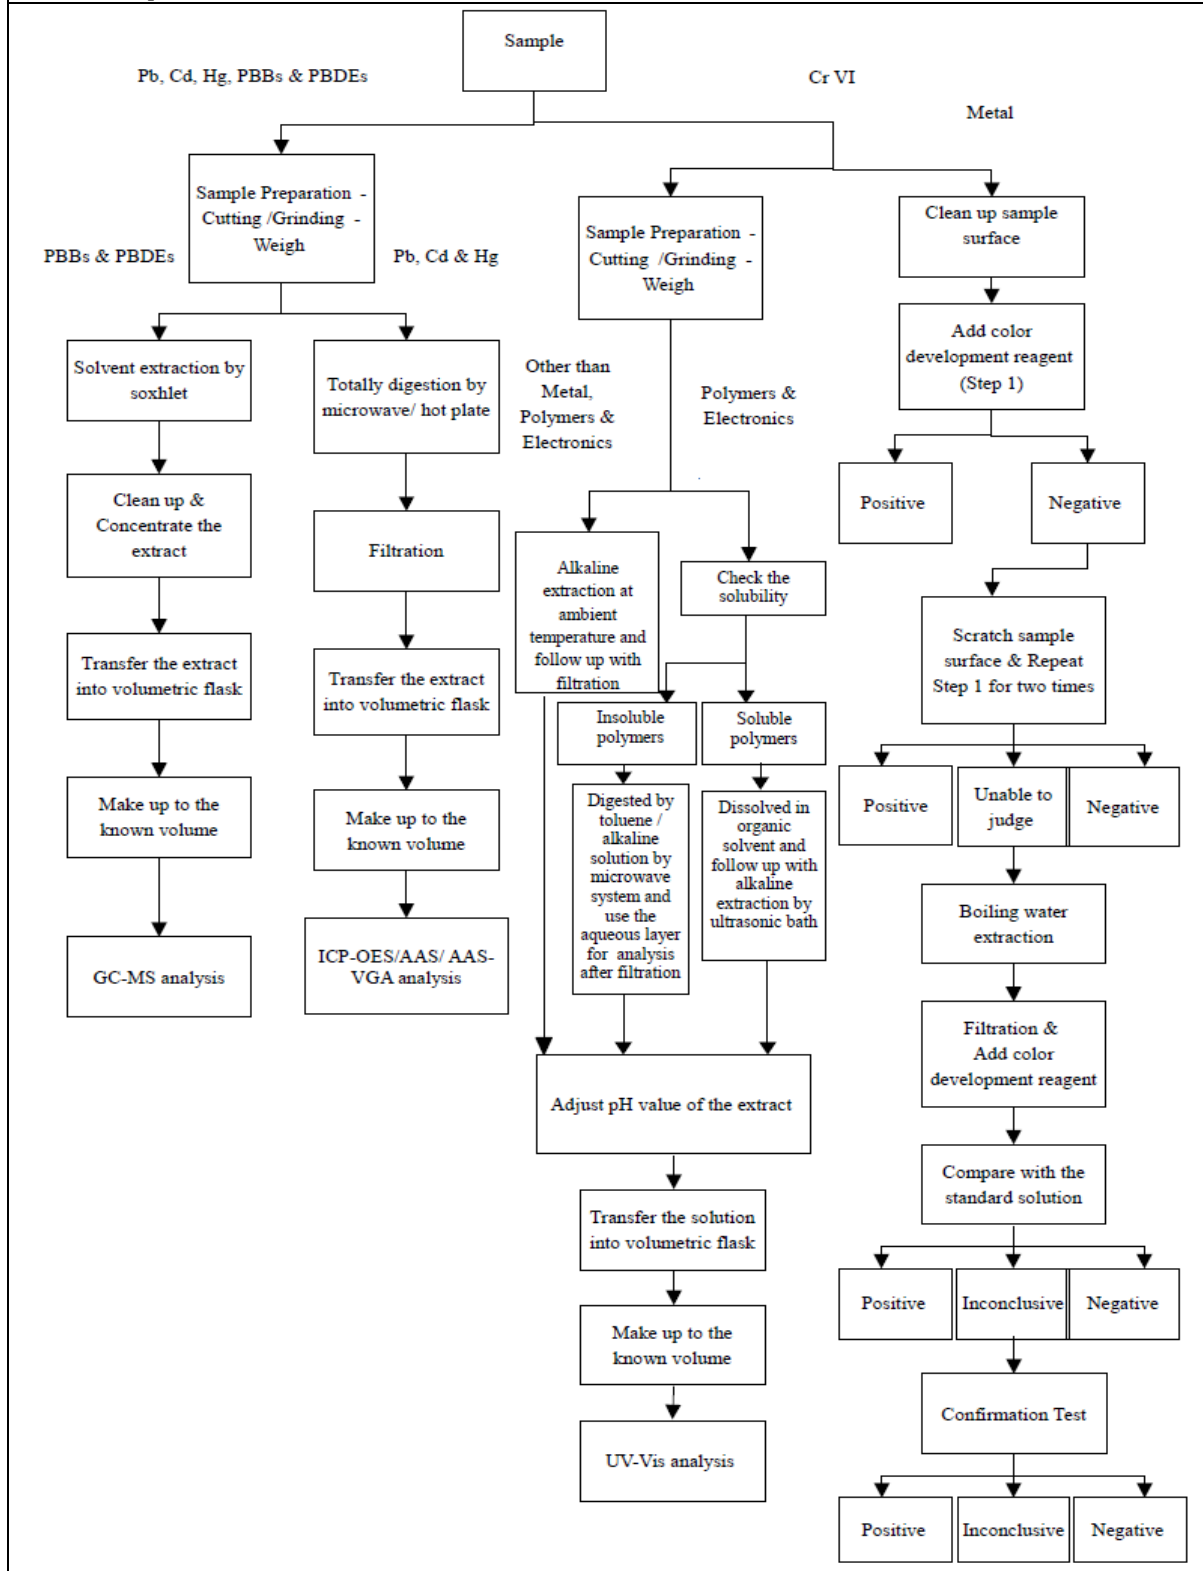 Sample
Pb, Cd, Hg, PBBs & PBDEs
Cr VI
Metal
Sample Preparation -
Cutting /Grinding -
Weigh
PBBs & PBDEs
Pb, Cd & Hg
Solvent extraction by
soxhlet
Clean up &
Concentrate the
extract
Transfer the extract
into volumetric flask
Make up to the
known volume
GC-MS analysis
Totally digestion by
microwave/ hot plate
Filtration
Transfer the extract
into volumetric flask
Make up to the
known volume
ICP-OES/AAS/ AAS-
VGA analysis
Sample Preparation -
Cutting /Grinding -
Weigh
Other than
Metal,
Polymers &
Electronics
Polymers &
Electronics
Alkaline
extraction at
ambient
temperature and
follow up with
filtration
Check the
solubility
Insoluble
polymers
Soluble
polymers
Digested by
toluene /
alkaline
solution by
microwave
system and
use the
aqueous layer
for analysis
after filtration
Dissolved in
organic
solvent and
follow up with
alkaline
extraction by
ultrasonic bath
Adjust pH value of the extract
Transfer the solution
into volumetric flask
Make up to the
known volume
UV-Vis analysis
Clean up sample
surface
Add color
development reagent
(Step 1)
Positive
Negative
Scratch sample
surface & Repeat
Step 1 for two times
Positive
Unable to
judge
Negative
Boiling water
extraction
Filtration &
Add color
development reagent
Compare with the
standard solution
Positive
Inconclusive
Negative
Confirmation Test
Positive
Inconclusive
Negative